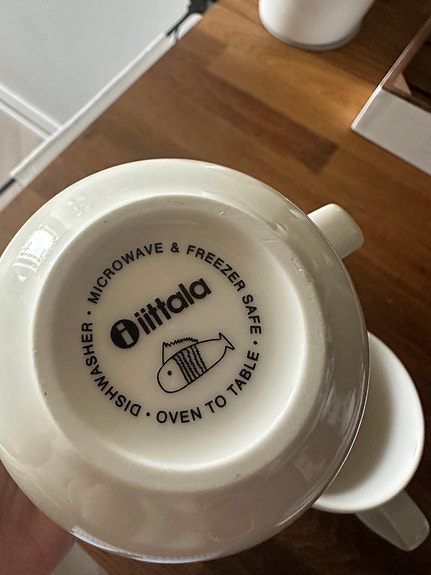 DISHWASHER · MICROWAVE & FREEZER SAFE · OVEN TO TABLE ·
i iittala